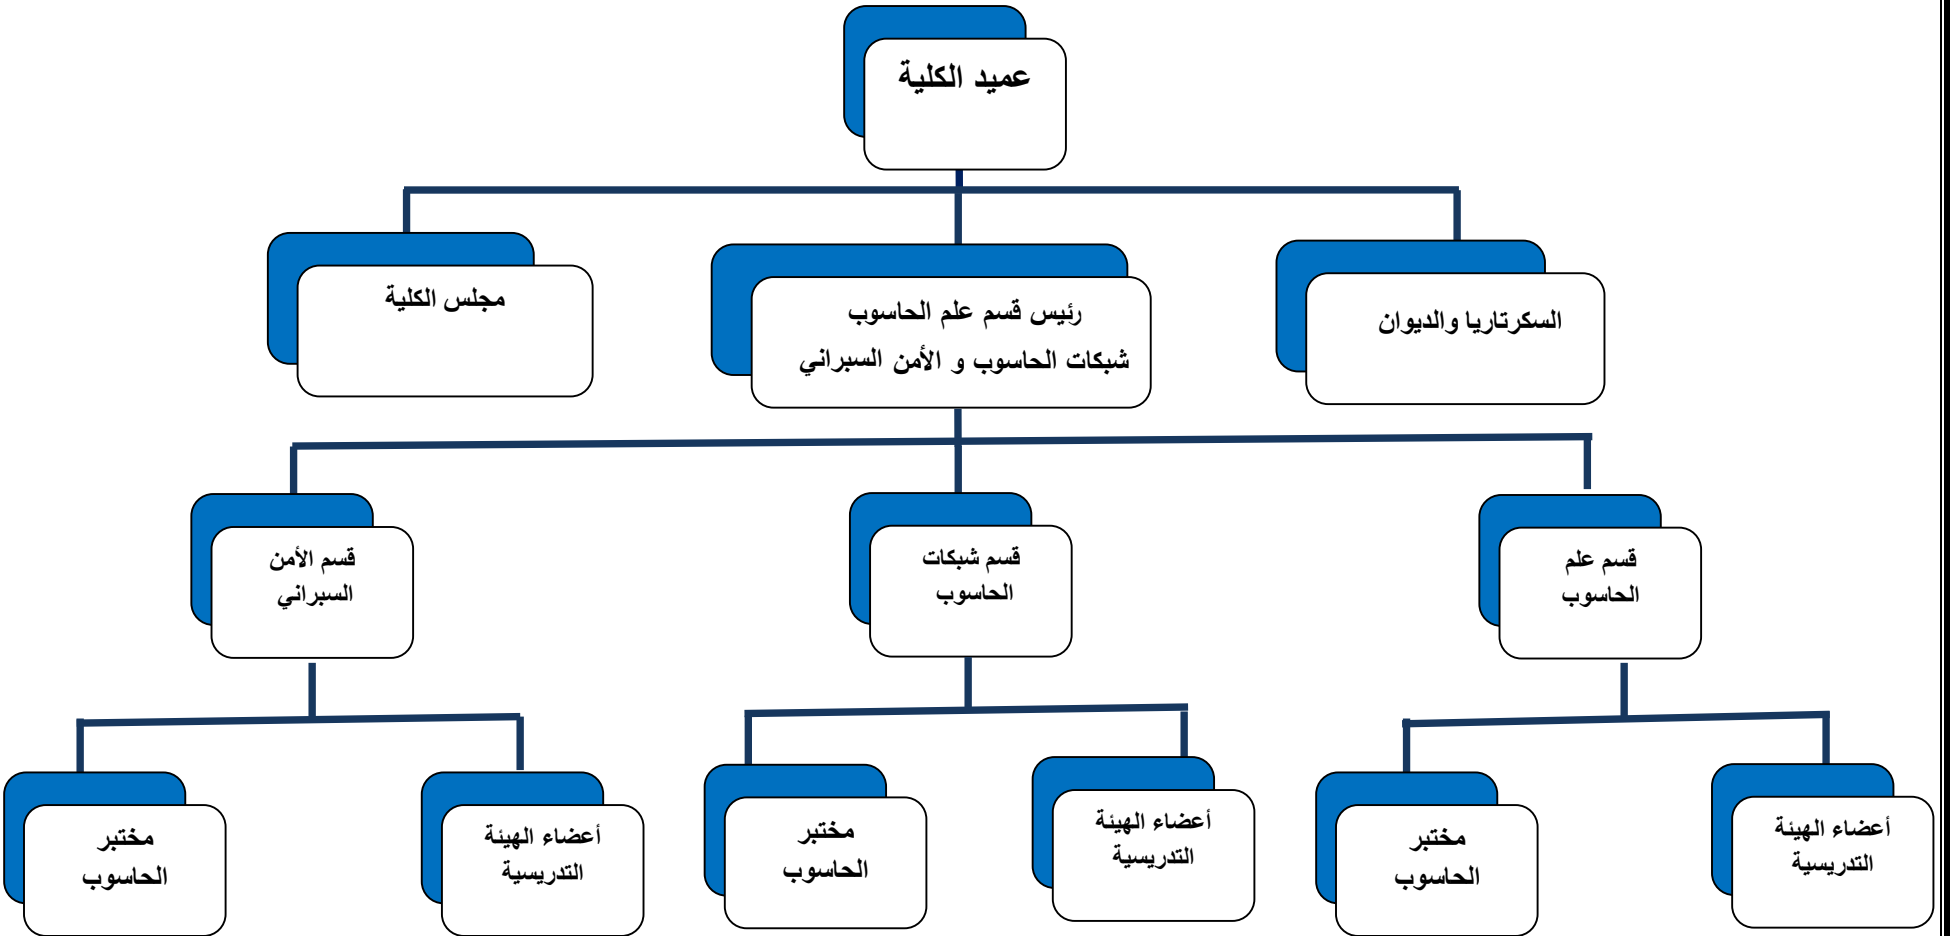 عميد الكلية
السكرتاريا والديوان
رئيس قسم علم الحاسوب
شبكات الحاسوب و الأمن السبراني
مجلس الكلية
قسم علم
الحاسوب
قسم شبكات
الحاسوب
قسم الأمن
السبراني
أعضاء الهيئة
التدريسية
مختبر
الحاسوب
أعضاء الهيئة
التدريسية
مختبر
الحاسوب
أعضاء الهيئة
التدريسية
مختبر
الحاسوب